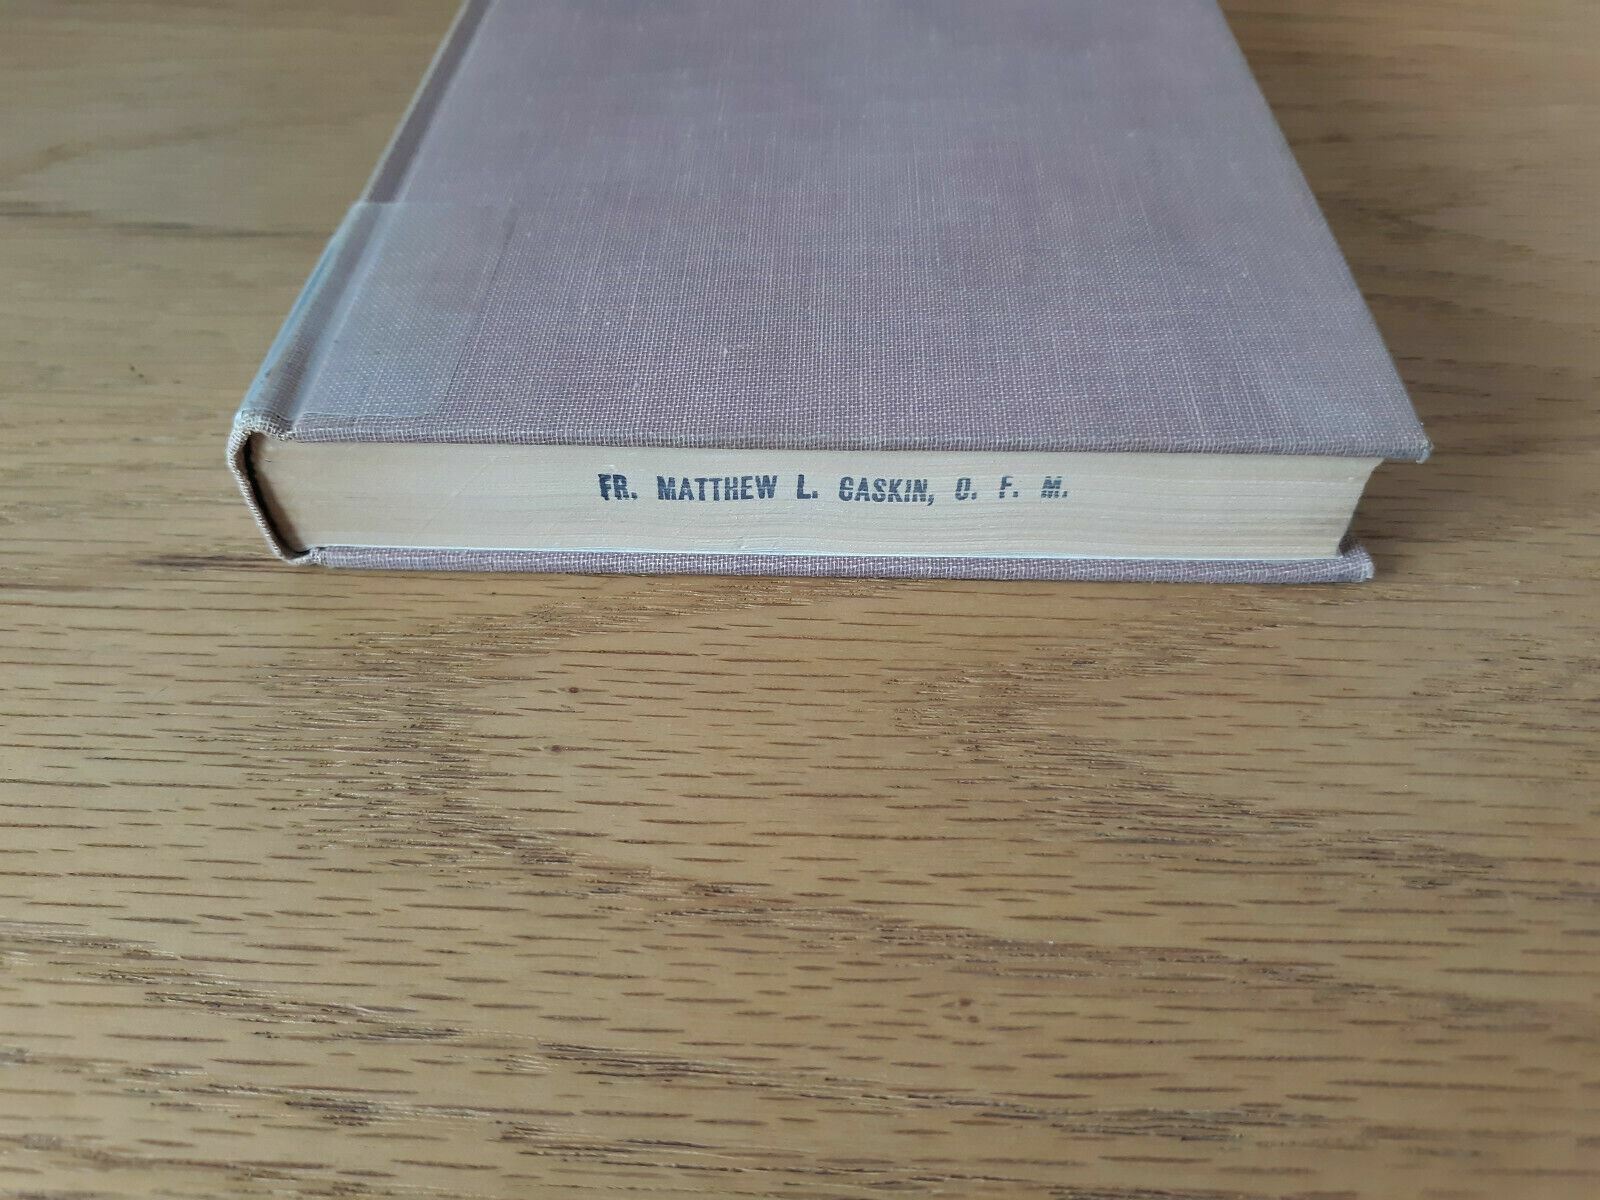 FR. MATTHEW L. GASKIN, O. F. M.